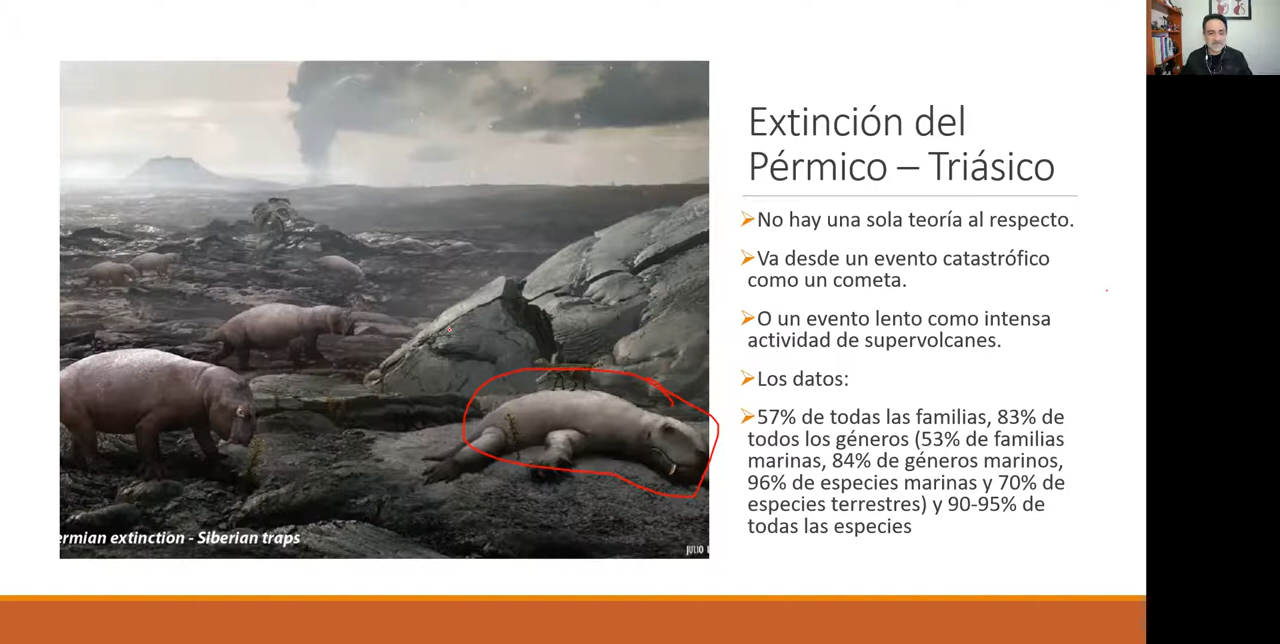 Extinción del
Pérmico – Triásico
No hay una sola teoría al respecto.
Va desde un evento catastrófico
como un cometa.
O un evento lento como intensa
actividad de supervolcanes.
Los datos:
57% de todas las familias, 83% de
todos los géneros (53% de familias
marinas, 84% de géneros marinos,
96% de especies marinas y 70% de
especies terrestres) y 90-95% de
todas las especies
ermian extinction - Siberian traps
JULIO